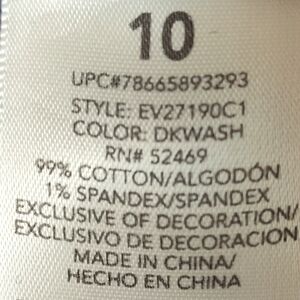 10
UPC#78665893293
STYLE: EV27190C1
COLOR: DKWASH
RN# 52469
99% COTTON/ALGODÓN
1% SPANDEX/SPANDEX
EXCLUSIVE OF DECORATION/
EXCLUSIVO DE DECORACION
MADE IN CHINA/
HECHO EN CHINA